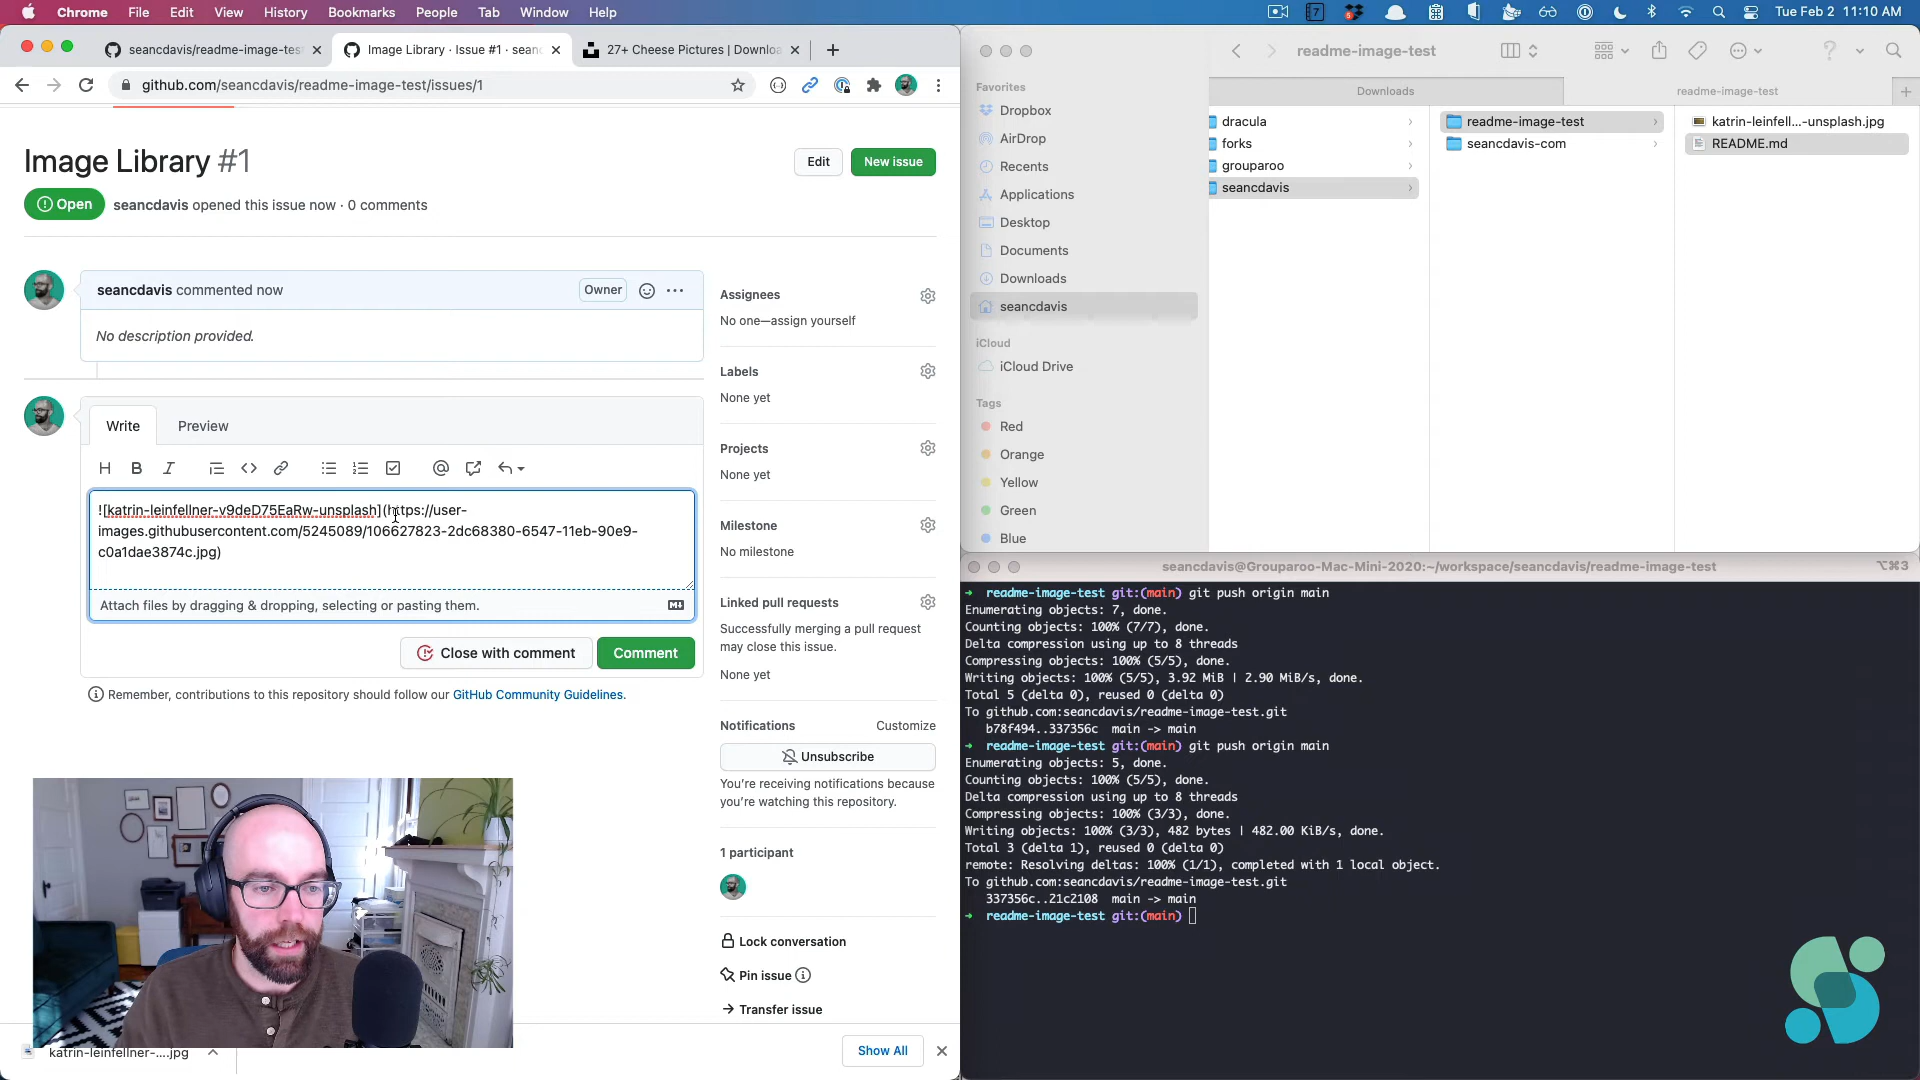 Chrome File Edit View History Bookmarks People Tab Window Help
7
Tue Feb 2 11:10 AM
seancdavis/readme-image-test
Image Library · Issue #1 · seanc
27+ Cheese Pictures | Downloa
github.com/seancdavis/readme-image-test/issues/1
Image Library #1
Edit
New issue
Open
seancdavis opened this issue now · 0 comments
seancdavis commented now
Owner
No description provided.
Write
Preview
![katrin-leinfellner-v9deD75EaRw-unsplash](https://user-
images.githubusercontent.com/5245089/106627823-2dc68380-6547-11eb-90e9-
c0a1dae3874c.jpg)
Attach files by dragging & dropping, selecting or pasting them.
Close with comment
Comment
Remember, contributions to this repository should follow our GitHub Community Guidelines.
Assignees
No one—assign yourself
Labels
None yet
Projects
None yet
Milestone
No milestone
Linked pull requests
Successfully merging a pull request
may close this issue.
None yet
Notifications
Customize
Unsubscribe
You're receiving notifications because
you're watching this repository.
1 participant
Lock conversation
Pin issue
Transfer issue
katrin-leinfellner-....jpg
Show All
readme-image-test
Favorites
Dropbox
AirDrop
Recents
Applications
Desktop
Documents
Downloads
seancdavis
iCloud
iCloud Drive
Tags
Red
Orange
Yellow
Green
Blue
Downloads
readme-image-test
dracula
forks
grouparoo
seancdavis
readme-image-test
seancdavis-com
katrin-leinfell...-unsplash.jpg
README.md
seancdavis@Grouparoo-Mac-Mini-2020:~/workspace/seancdavis/readme-image-test
⌥⌘3
→ readme-image-test git:(main) git push origin main
Enumerating objects: 7, done.
Counting objects: 100% (7/7), done.
Delta compression using up to 8 threads
Compressing objects: 100% (5/5), done.
Writing objects: 100% (5/5), 3.92 MiB | 2.90 MiB/s, done.
Total 5 (delta 0), reused 0 (delta 0)
To github.com:seancdavis/readme-image-test.git
b78f494..337356c main -> main
→ readme-image-test git:(main) git push origin main
Enumerating objects: 5, done.
Counting objects: 100% (5/5), done.
Delta compression using up to 8 threads
Compressing objects: 100% (3/3), done.
Writing objects: 100% (3/3), 482 bytes | 482.00 KiB/s, done.
Total 3 (delta 1), reused 0 (delta 0)
remote: Resolving deltas: 100% (1/1), completed with 1 local object.
To github.com:seancdavis/readme-image-test.git
337356c..21c2108 main -> main
→ readme-image-test git:(main)